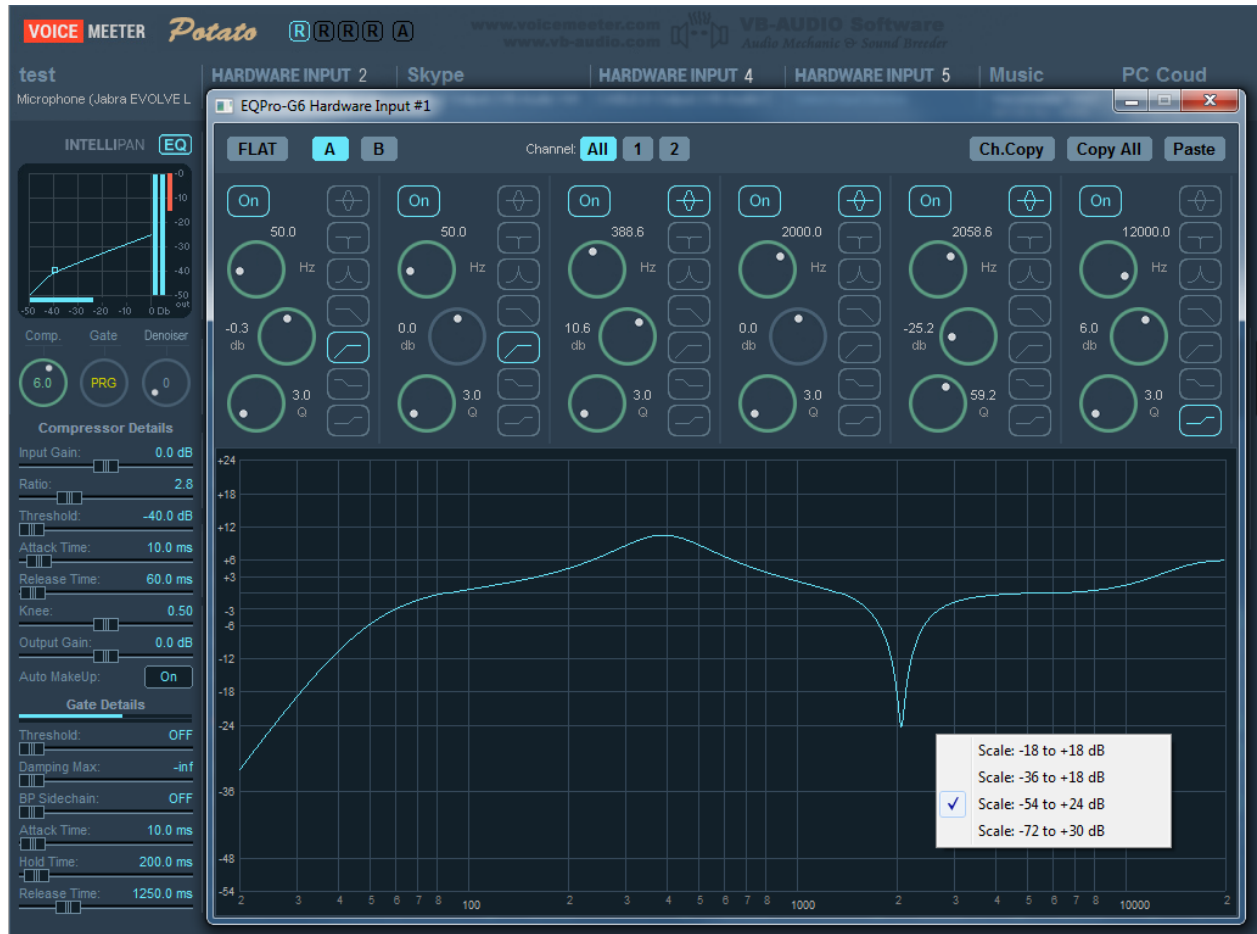 VOICE MEETER Potato R R R R A www.voicemeeter.com VB-AUDIO Software
www.vb-audio.com Audio Mechanic & Sound Breeder
test HARDWARE INPUT 2 Skype HARDWARE INPUT 4 HARDWARE INPUT 5 Music PC Coud
Microphone (Jabra EVOLVE L
EQPro-G6 Hardware Input #1
INTELLIPAN EQ
FLAT A B Channel: All 1 2 Ch.Copy Copy All Paste
-0
-10
-20
-30
-40
-50
out
-50 -40 -30 -20 -10 0 Db
Comp. Gate Denoiser
6.0 PRG 0
Compressor Details
Input Gain: 0.0 dB
Ratio: 2.8
Threshold: -40.0 dB
Attack Time: 10.0 ms
Release Time: 60.0 ms
Knee: 0.50
Output Gain: 0.0 dB
Auto MakeUp: On
Gate Details
Threshold: OFF
Damping Max: -inf
BP Sidechain: OFF
Attack Time: 10.0 ms
Hold Time: 200.0 ms
Release Time: 1250.0 ms
On On On On On On
50.0 50.0 388.6 2000.0 2058.6 12000.0
Hz Hz Hz Hz Hz Hz
-0.3 0.0 10.6 0.0 -25.2 6.0
db db db db db db
3.0 3.0 3.0 3.0 59.2 3.0
Q Q Q Q Q Q
+24
+18
+12
+6
+3
-3
-6
-12
-18
-24
-36
-48
-54
Scale: -18 to +18 dB
Scale: -36 to +18 dB
✓ Scale: -54 to +24 dB
Scale: -72 to +30 dB
2 3 4 5 6 7 8 100 2 3 4 5 6 7 8 1000 2 3 4 5 6 7 8 10000 2